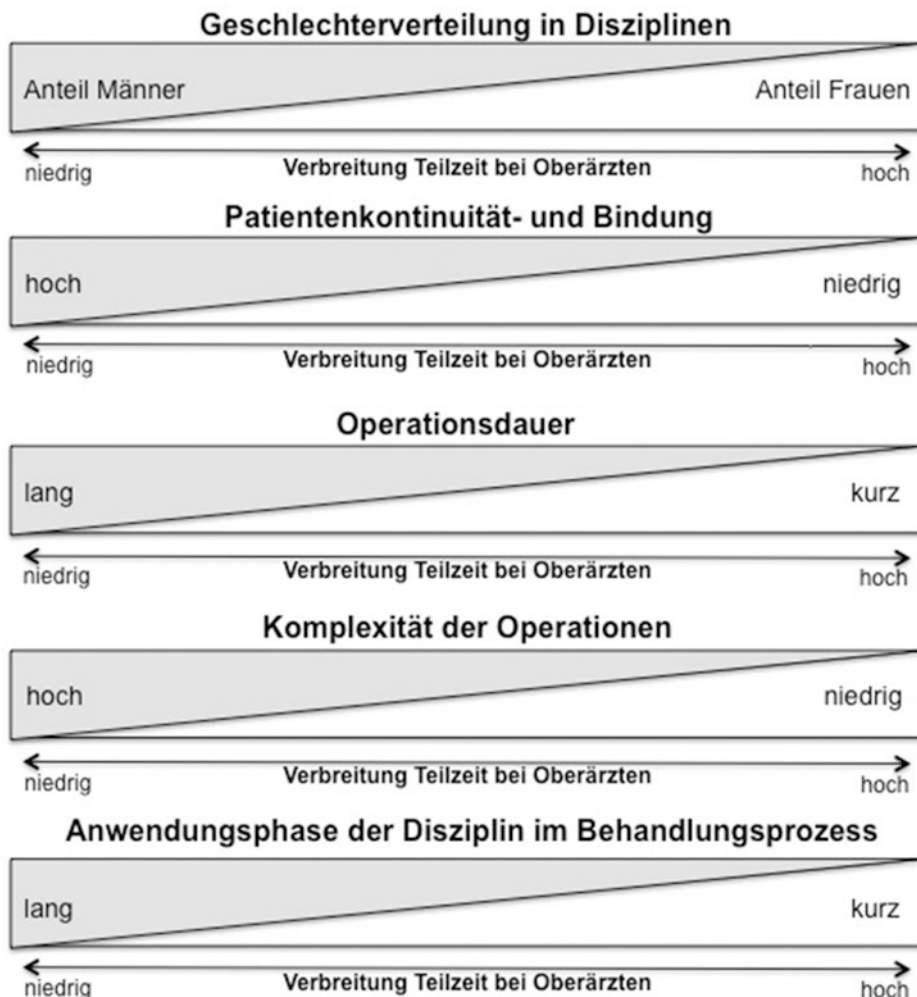 Geschlechterverteilung in Disziplinen
Anteil Männer Anteil Frauen
niedrig Verbreitung Teilzeit bei Oberärzten hoch
Patientenkontinuität- und Bindung
hoch niedrig
niedrig Verbreitung Teilzeit bei Oberärzten hoch
Operationsdauer
lang kurz
niedrig Verbreitung Teilzeit bei Oberärzten hoch
Komplexität der Operationen
hoch niedrig
niedrig Verbreitung Teilzeit bei Oberärzten hoch
Anwendungsphase der Disziplin im Behandlungsprozess
lang kurz
niedrig Verbreitung Teilzeit bei Oberärzten hoch